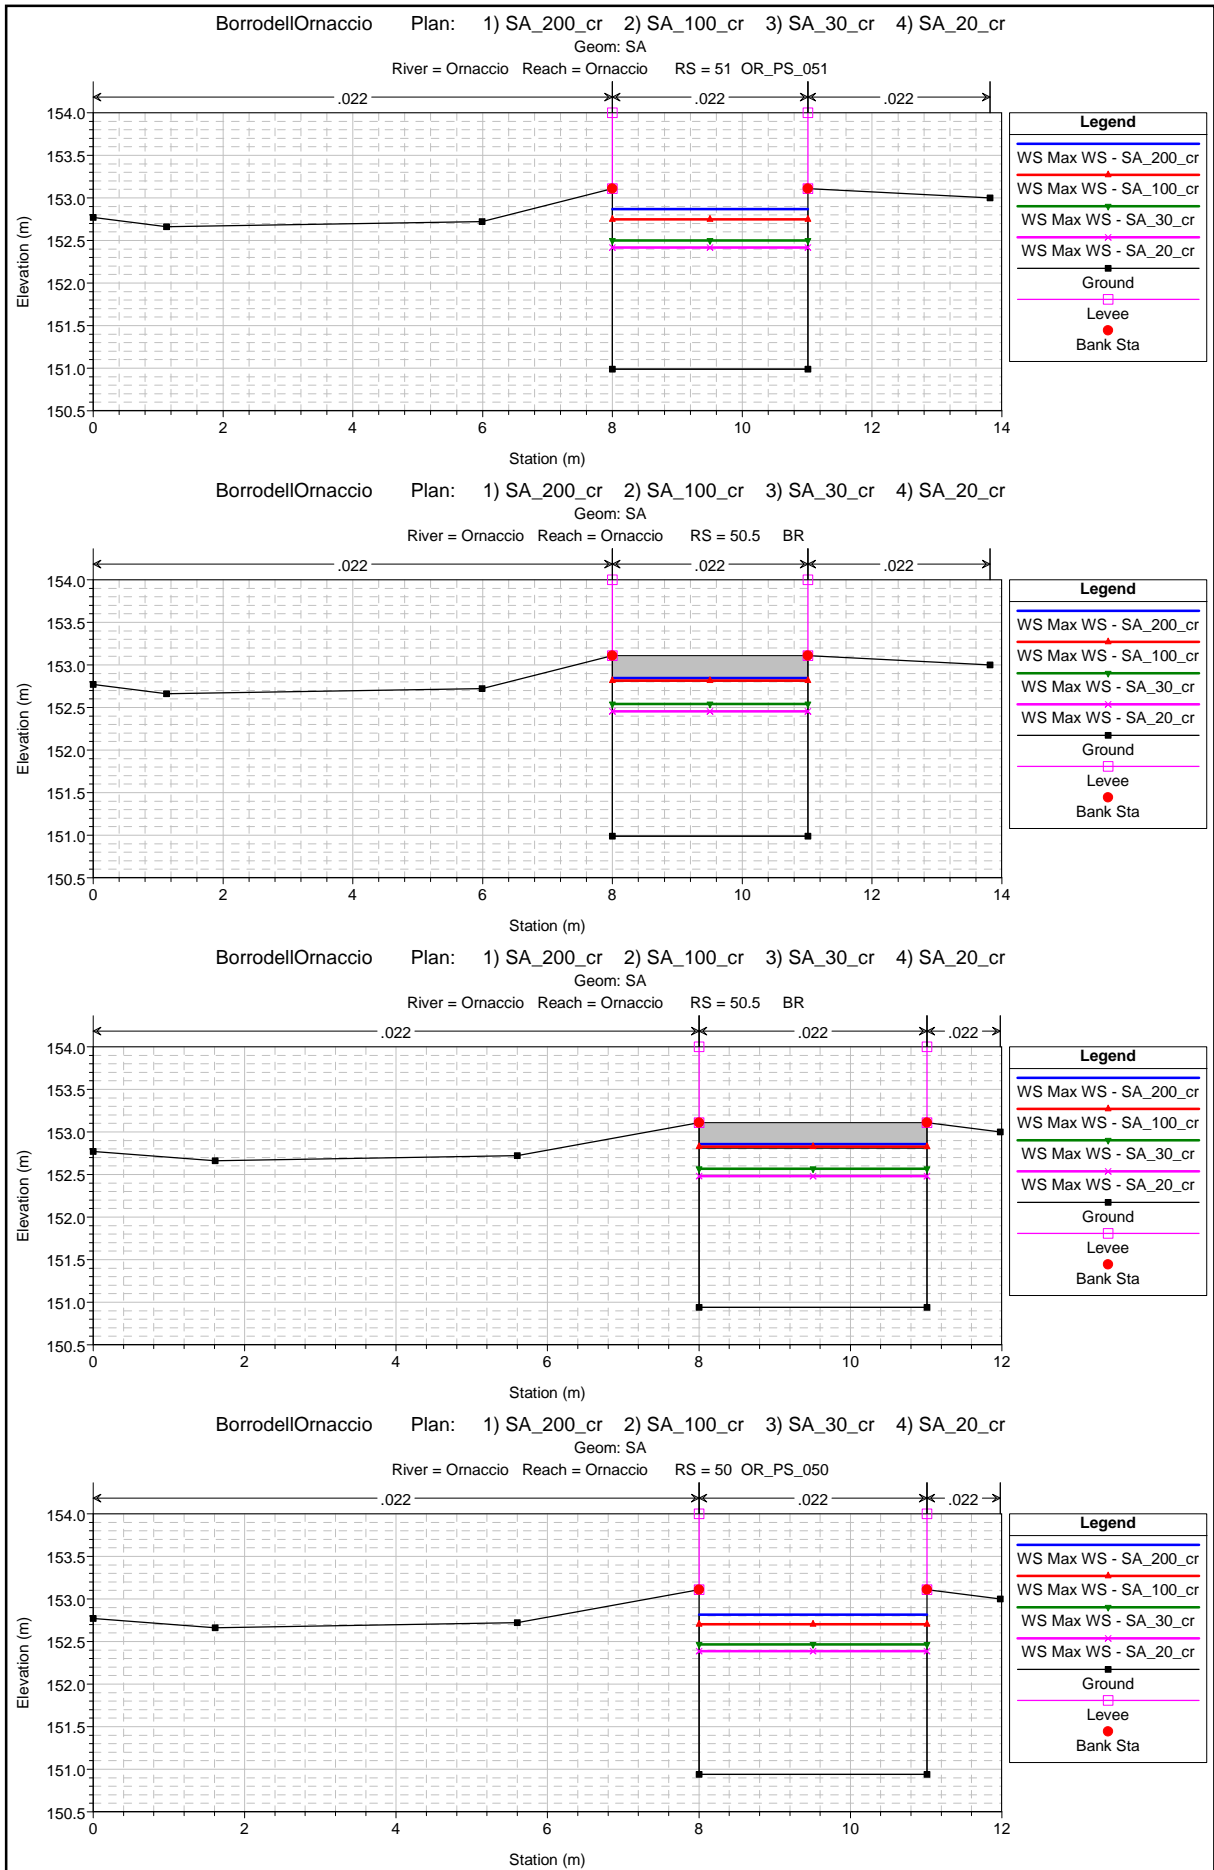 BorrodellOrnaccio Plan: 1) SA_200_cr 2) SA_100_cr 3) SA_30_cr 4) SA_20_cr
Geom: SA
River = Ornaccio Reach = Ornaccio RS = 51 OR_PS_051
.022 .022 .022
154.0
153.5
153.0
152.5
152.0
151.5
151.0
150.5
0 2 4 6 8 10 12 14
Station (m)
Elevation (m)
Legend
WS Max WS - SA_200_cr
WS Max WS - SA_100_cr
WS Max WS - SA_30_cr
WS Max WS - SA_20_cr
Ground
Levee
Bank Sta
BorrodellOrnaccio Plan: 1) SA_200_cr 2) SA_100_cr 3) SA_30_cr 4) SA_20_cr
Geom: SA
River = Ornaccio Reach = Ornaccio RS = 50.5 BR
.022 .022 .022
154.0
153.5
153.0
152.5
152.0
151.5
151.0
150.5
0 2 4 6 8 10 12 14
Station (m)
Elevation (m)
Legend
WS Max WS - SA_200_cr
WS Max WS - SA_100_cr
WS Max WS - SA_30_cr
WS Max WS - SA_20_cr
Ground
Levee
Bank Sta
BorrodellOrnaccio Plan: 1) SA_200_cr 2) SA_100_cr 3) SA_30_cr 4) SA_20_cr
Geom: SA
River = Ornaccio Reach = Ornaccio RS = 50.5 BR
.022 .022 .022
154.0
153.5
153.0
152.5
152.0
151.5
151.0
150.5
0 2 4 6 8 10 12
Station (m)
Elevation (m)
Legend
WS Max WS - SA_200_cr
WS Max WS - SA_100_cr
WS Max WS - SA_30_cr
WS Max WS - SA_20_cr
Ground
Levee
Bank Sta
BorrodellOrnaccio Plan: 1) SA_200_cr 2) SA_100_cr 3) SA_30_cr 4) SA_20_cr
Geom: SA
River = Ornaccio Reach = Ornaccio RS = 50 OR_PS_050
.022 .022 .022
154.0
153.5
153.0
152.5
152.0
151.5
151.0
150.5
0 2 4 6 8 10 12
Station (m)
Elevation (m)
Legend
WS Max WS - SA_200_cr
WS Max WS - SA_100_cr
WS Max WS - SA_30_cr
WS Max WS - SA_20_cr
Ground
Levee
Bank Sta